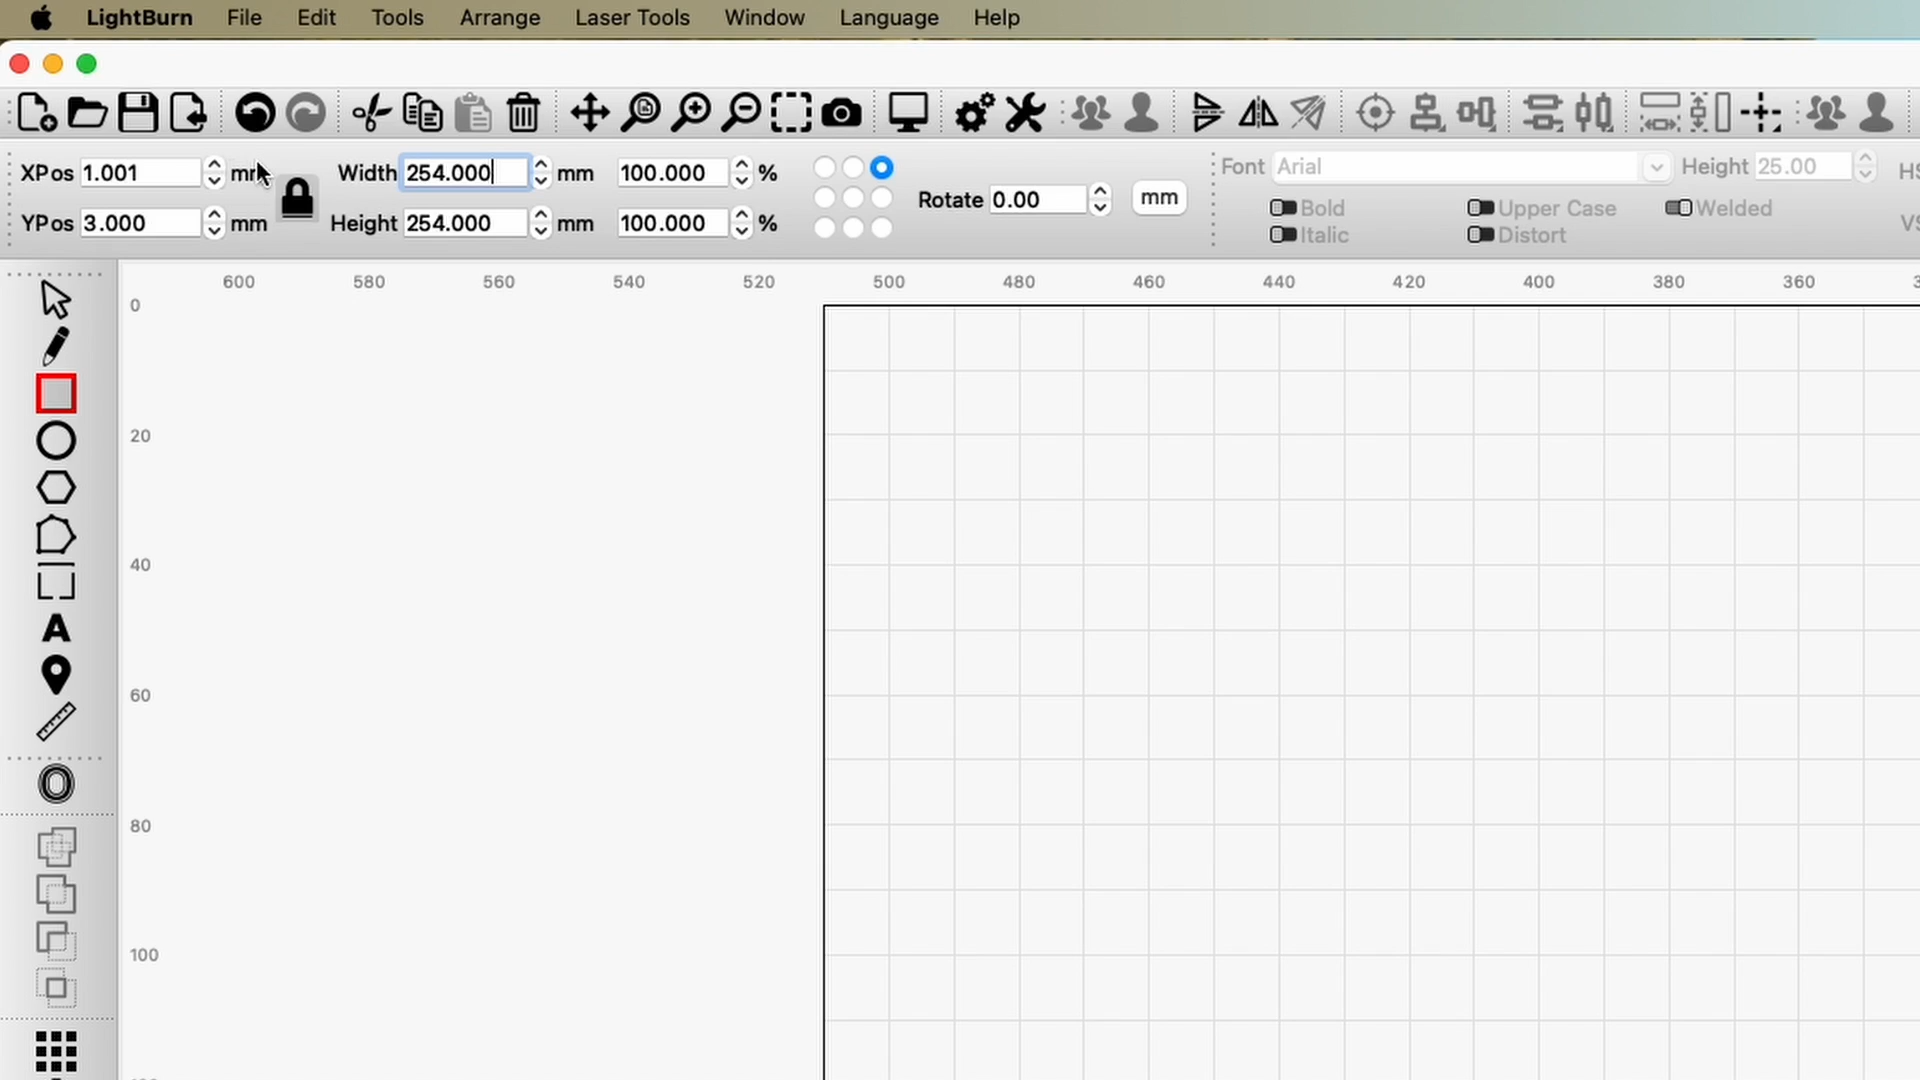 LightBurn File Edit Tools Arrange Laser Tools Window Language Help
XPos 1.001 mm Width 254.000 mm 100.000 % Rotate 0.00 mm Font Arial Height 25.00
YPos 3.000 mm Height 254.000 mm 100.000 %
Bold Upper Case Welded
Italic Distort
600 580 560 540 520 500 480 460 440 420 400 380 360
0
20
40
60
A
80
100